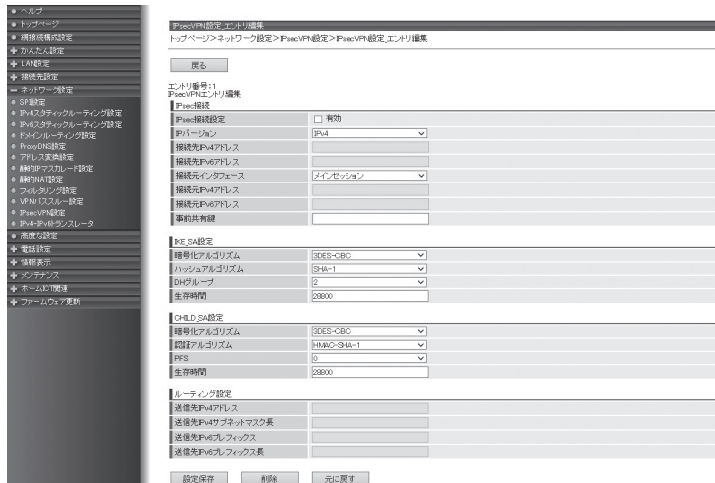 ヘルプ
トップページ
網接続構成設定
かんたん設定
LAN設定
接続先設定
ネットワーク設定
SPI設定
IPv4スタティックルーティング設定
IPv6スタティックルーティング設定
ドメインルーティング設定
ProxyDNS設定
アドレス変換設定
静的IPマスカレード設定
静的NAT設定
フィルタリング設定
VPNパススルー設定
IPsecVPN設定
IPv4-IPv6トランスレータ
高度な設定
電話設定
情報表示
メンテナンス
ホームIOT関連
ファームウェア更新
IPsecVPN設定_エントリ編集
トップページ>ネットワーク設定>IPsecVPN設定>IPsecVPN設定_エントリ編集
戻る
エントリ番号:1
IPsecVPNエントリ編集
IPsec接続
IPsec接続設定 有効
IPバージョン IPv4
接続先IPv4アドレス
接続先IPv6アドレス
接続元インタフェース メインセッション
接続元IPv4アドレス
接続元IPv6アドレス
事前共有鍵
IKE_SA設定
暗号化アルゴリズム 3DES-CBC
ハッシュアルゴリズム SHA-1
DHグループ 2
生存時間 28800
CHILD_SA設定
暗号化アルゴリズム 3DES-CBC
認証アルゴリズム HMAC-SHA-1
PFS 0
生存時間 28800
ルーティング設定
送信先IPv4アドレス
送信先IPv4サブネットマスク長
送信先IPv6プレフィックス
送信先IPv6プレフィックス長
設定保存 削除 元に戻す